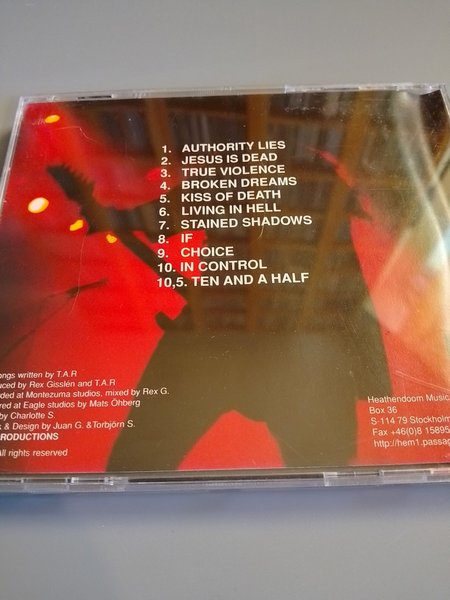 1. AUTHORITY LIES
2. JESUS IS DEAD
3. TRUE VIOLENCE
4. BROKEN DREAMS
5 KISS OF DEATH
6. LIVING IN HELL
7. STAINED SHADOWS
8. IF
9. CHOICE
10. IN CONTROL
10,5. TEN AND A HALF
ongs written by T.A.R
uced by Rex Gisslén and T.A.R
ded at Montezuma studios, mixed by Rex G.
ered at Eagle studios by Mats Öhberg
by Charlotte S.
& Design by Juan G. &Torbjörn S.
RODUCTIONS
All rights reserved
Heathendoom Music
Box 36
S-114 79 Stockholm
Fax +46(0)8 15895
http://hem1.passag